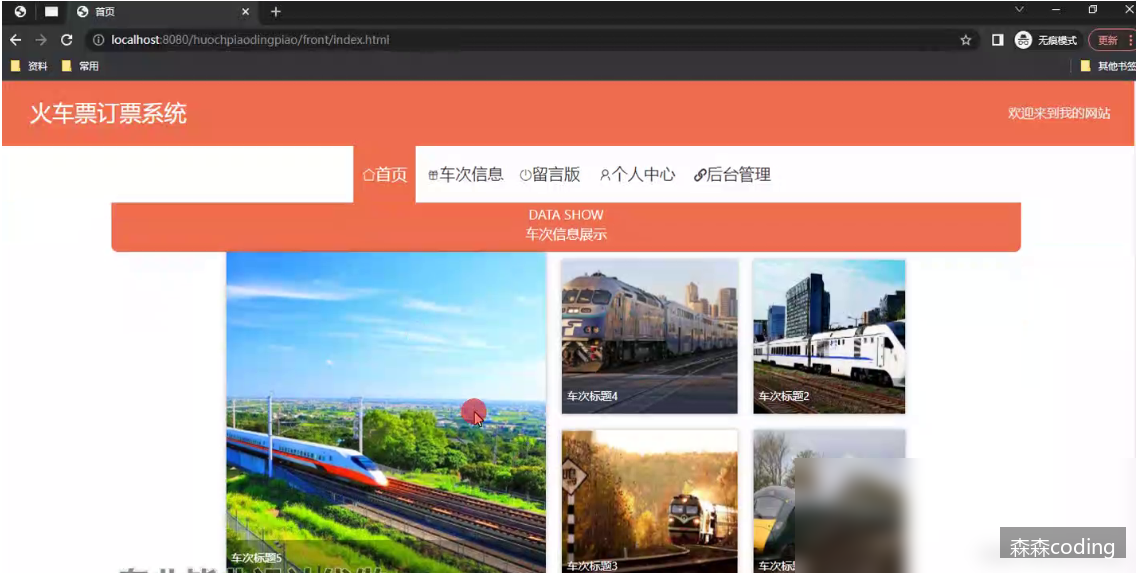 首页
localhost:8080/huochpiaodingpiao/front/index.html
无痕模式
更新
资料
常用
其他书签
火车票订票系统
欢迎来到我的网站
首页
车次信息
留言版
个人中心
后台管理
DATA SHOW
车次信息展示
车次标题4
车次标题2
车次标题5
车次标题3
车次标
森森coding